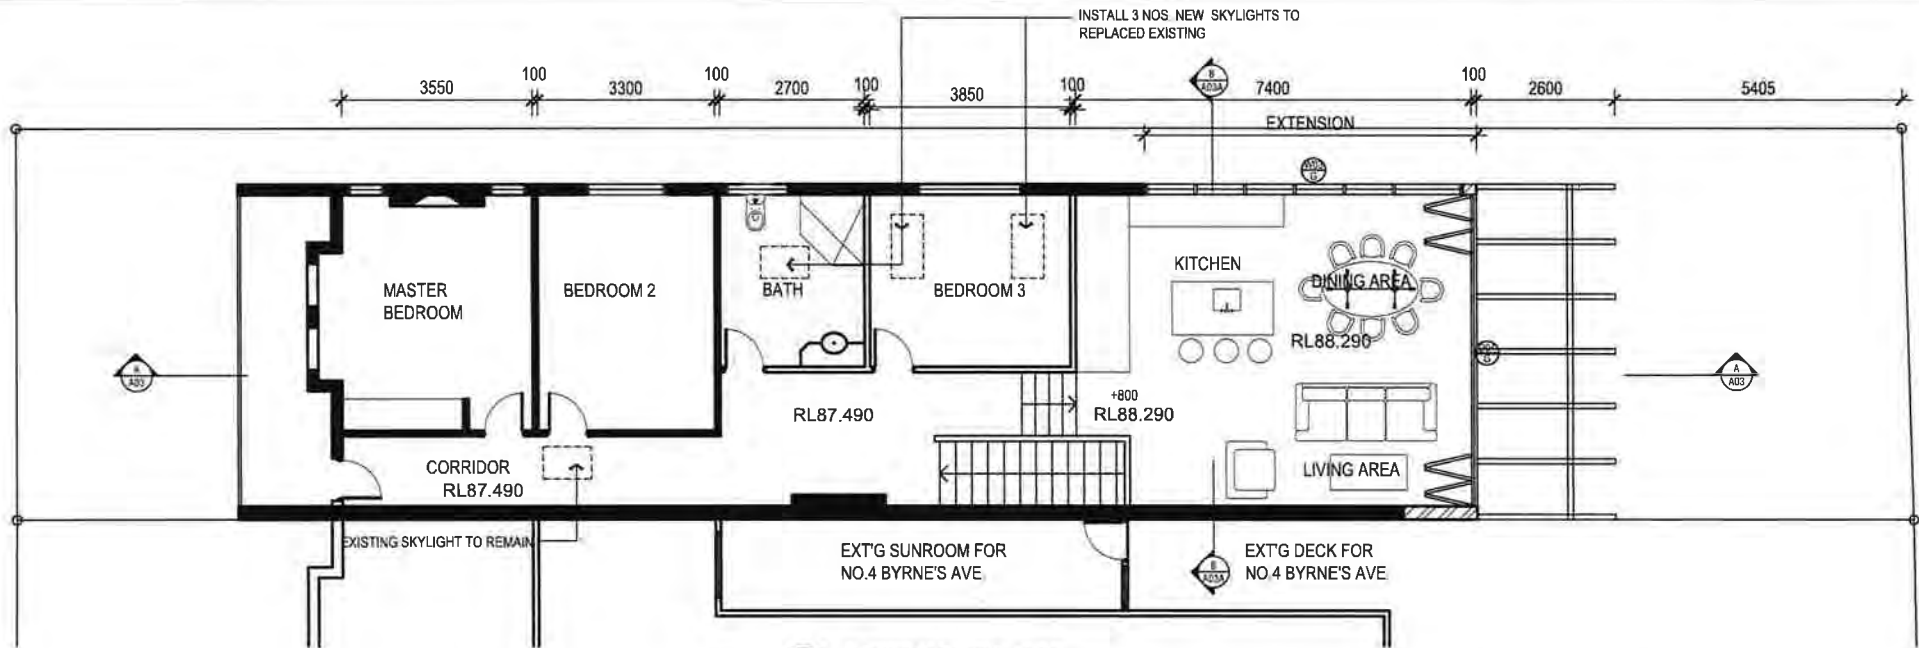 INSTALL 3 NOS. NEW SKYLIGHTS TO
REPLACED EXISTING
3550
100
3300
100
2700
100
3850
100
B
A03A
7400
100
2600
5405
EXTENSION
MASTER
BEDROOM
BEDROOM 2
BATH
BEDROOM 3
KITCHEN
DINING AREA
RL88.290
A
A03
A
A03
RL87.490
+800
RL88.290
CORRIDOR
RL87.490
LIVING AREA
EXISTING SKYLIGHT TO REMAIN
EXT'G SUNROOM FOR
NO.4 BYRNE'S AVE
B
A03A
EXT'G DECK FOR
NO.4 BYRNE'S AVE